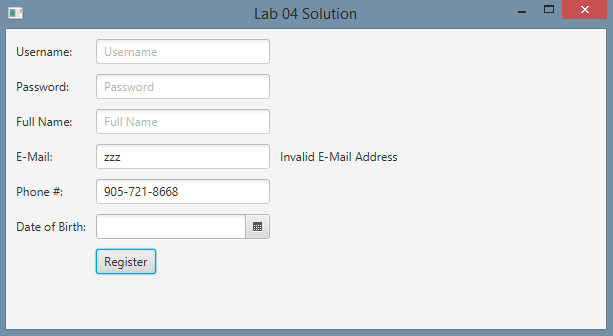 Lab 04 Solution
Username: Username
Password: Password
Full Name: Full Name
E-Mail: zzz Invalid E-Mail Address
Phone #: 905-721-8668
Date of Birth:
Register